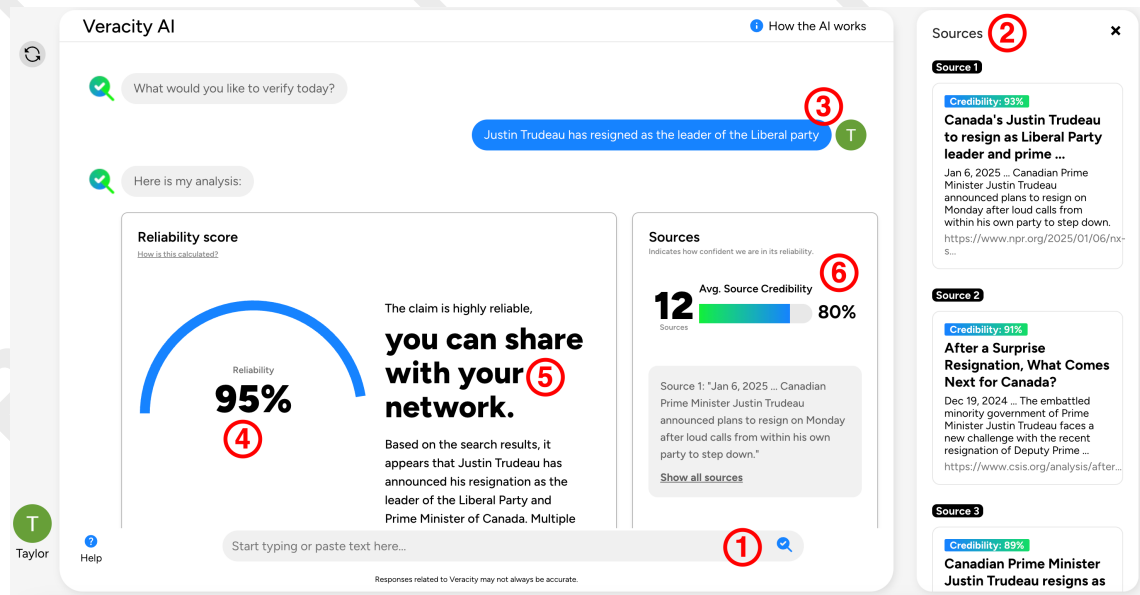 Veracity AI
How the AI works
What would you like to verify today?
3
Justin Trudeau has resigned as the leader of the Liberal party
T
Here is my analysis:
Reliability score
How is this calculated?
Reliability
95%
4
The claim is highly reliable,
you can share
with your
5
network.
Based on the search results, it
appears that Justin Trudeau has
announced his resignation as the
leader of the Liberal Party and
Prime Minister of Canada. Multiple
Sources
Indicates how confident we are in its reliability.
6
12
Sources
Avg. Source Credibility
80%
Source 1: "Jan 6, 2025 ... Canadian
Prime Minister Justin Trudeau
announced plans to resign on Monday
after loud calls from within his own
party to step down."
Show all sources
T
Taylor
?
Help
Start typing or paste text here...
1
Responses related to Veracity may not always be accurate.
Sources
2
Source 1
Credibility: 93%
Canada's Justin Trudeau
to resign as Liberal Party
leader and prime ...
Jan 6, 2025 ... Canadian Prime
Minister Justin Trudeau
announced plans to resign on
Monday after loud calls from
within his own party to step down.
https://www.npr.org/2025/01/06/nx-
s...
Source 2
Credibility: 91%
After a Surprise
Resignation, What Comes
Next for Canada?
Dec 19, 2024 ... The embattled
minority government of Prime
Minister Justin Trudeau faces a
new challenge with the recent
resignation of Deputy Prime ...
https://www.csis.org/analysis/after...
Source 3
Credibility: 89%
Canadian Prime Minister
Justin Trudeau resigns as